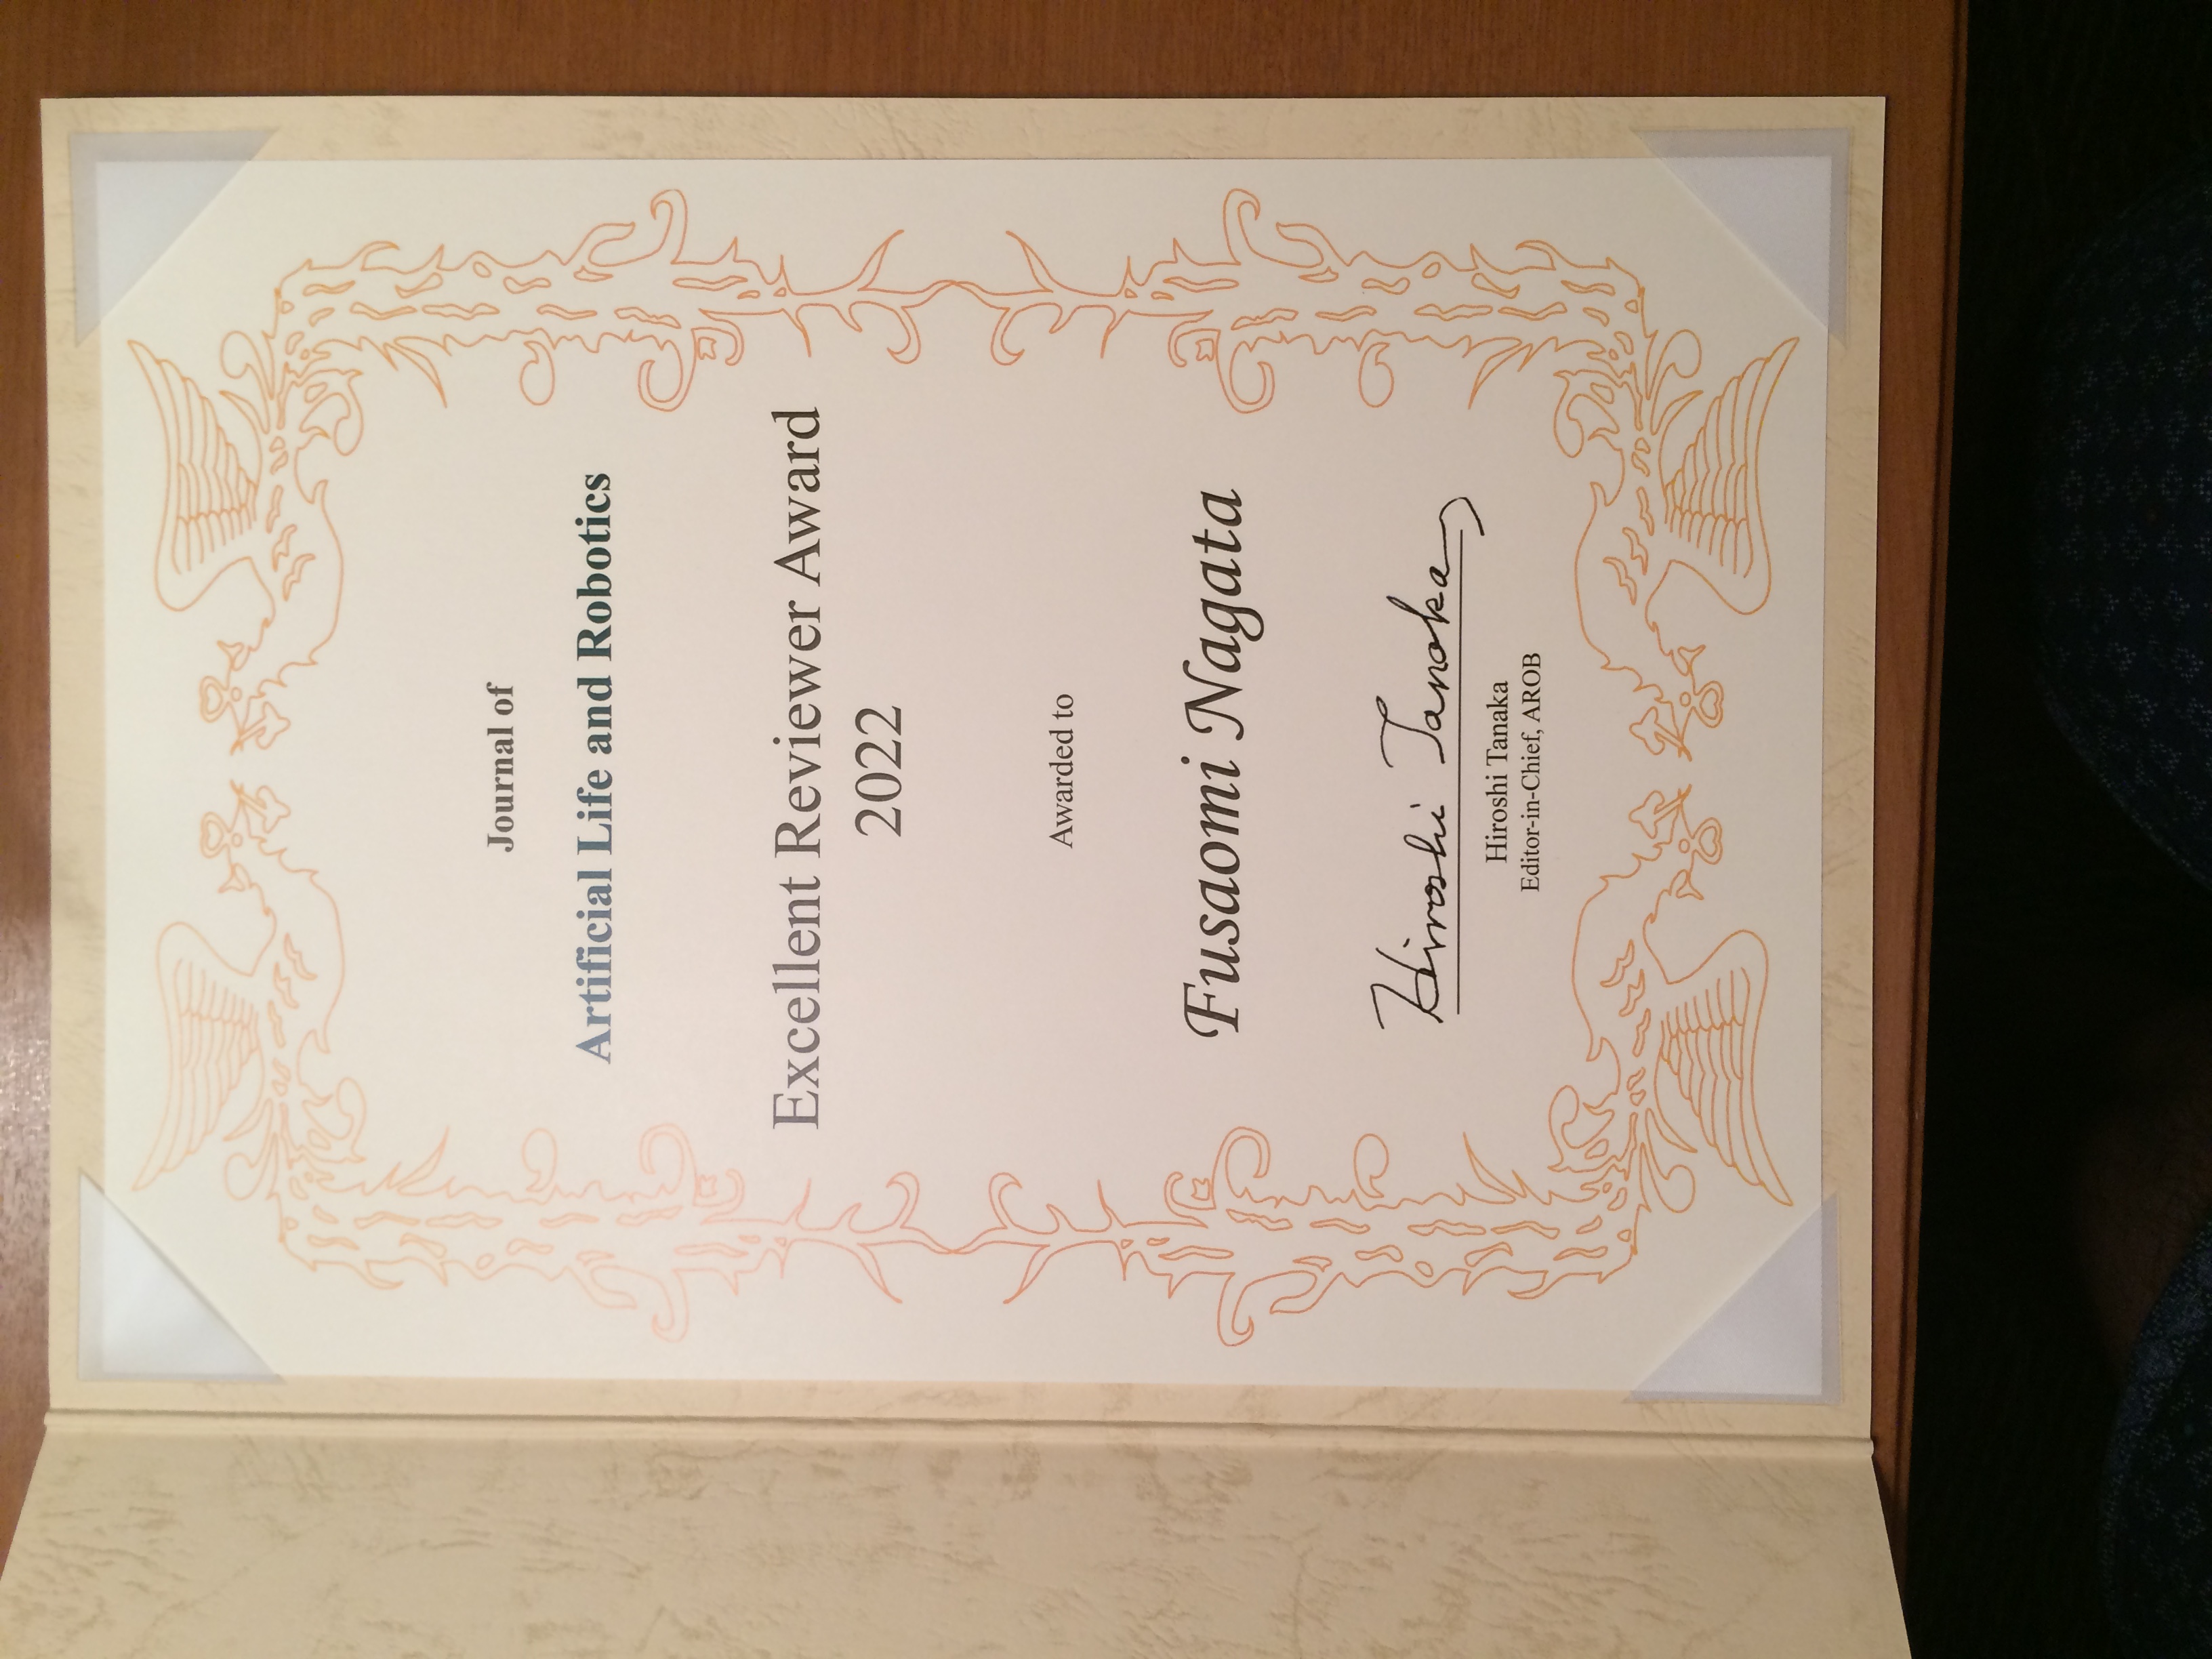 Journal of
Artificial Life and Robotics
Excellent Reviewer Award
2022
Awarded to
Fusaomi Nagata
Hiroshi Tanaka
Hiroshi Tanaka
Editor-in-Chief, AROB